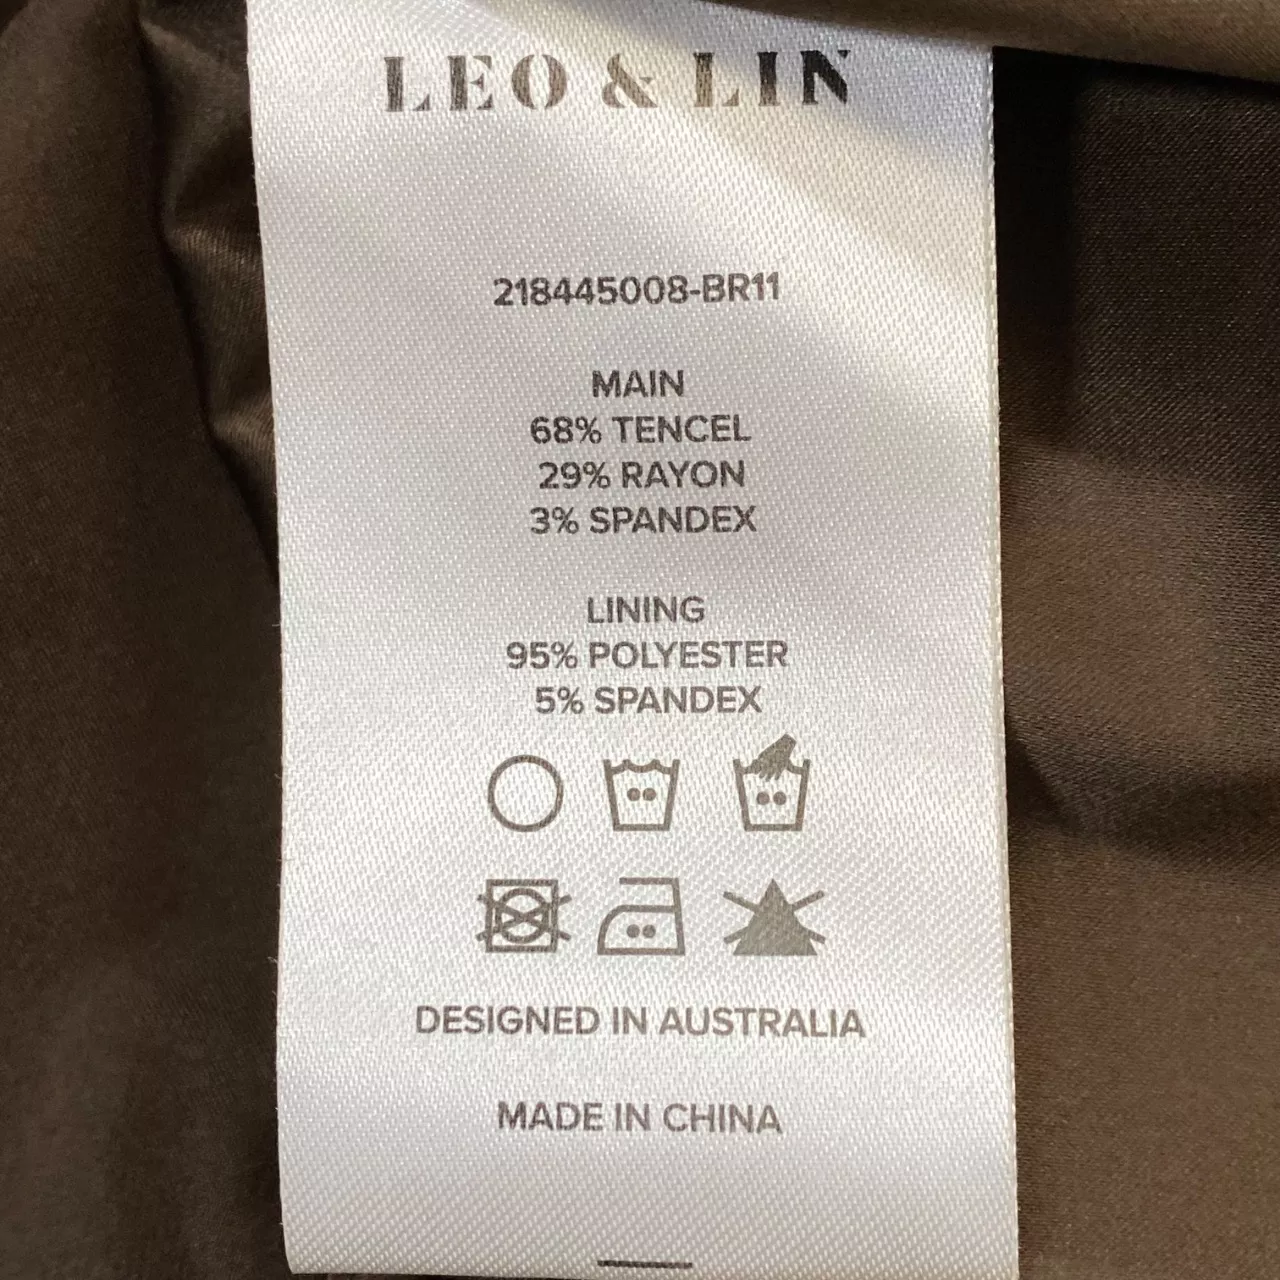 LEO & LIN
218445008-BR11
MAIN
68% TENCEL
29% RAYON
3% SPANDEX
LINING
95% POLYESTER
5% SPANDEX
DESIGNED IN AUSTRALIA
MADE IN CHINA